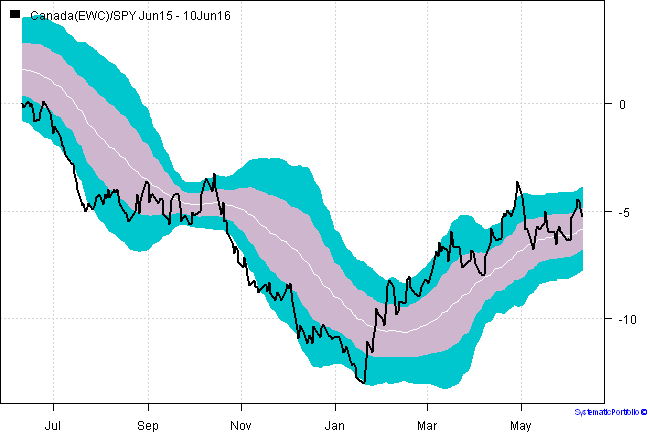 Canada(EWC)/SPY Jun15 - 10Jun16
0
-5
-10
Jul Sep Nov Jan Mar May
SystematicPortfolio ©